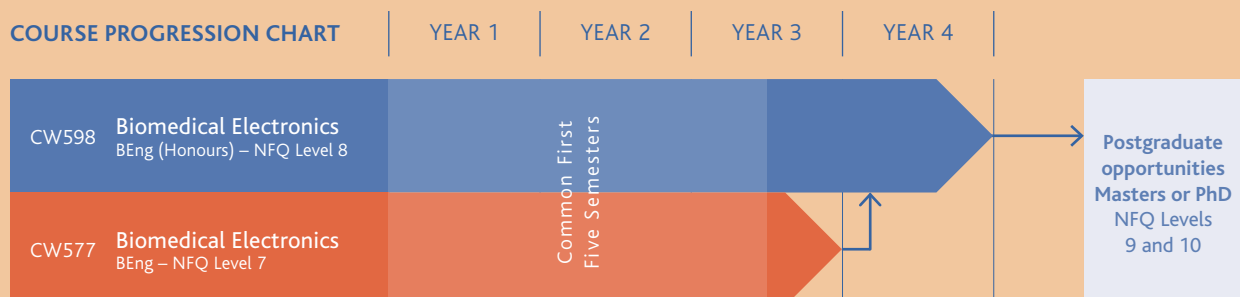 COURSE PROGRESSION CHART
YEAR 1
YEAR 2
YEAR 3
YEAR 4
CW598
Biomedical Electronics
BEng (Honours) – NFQ Level 8
CW577
Biomedical Electronics
BEng – NFQ Level 7
Common First
Five Semesters
Postgraduate
opportunities
Masters or PhD
NFQ Levels
9 and 10